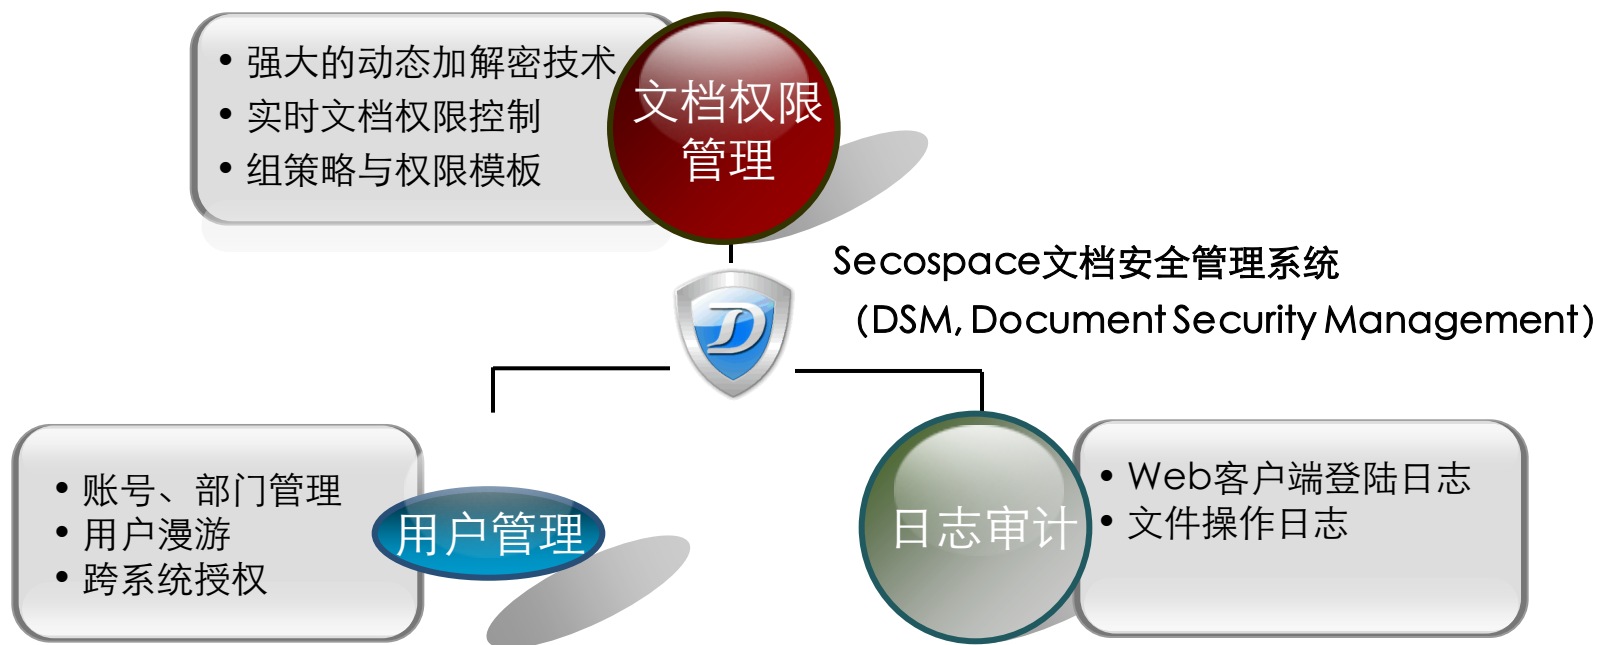 • 强大的动态加解密技术
• 实时文档权限控制
• 组策略与权限模板
文档权限
管理
Secospace文档安全管理系统
（DSM, Document Security Management）
D
• 账号、部门管理
• 用户漫游
• 跨系统授权
用户管理
日志审计
• Web客户端登陆日志
• 文件操作日志